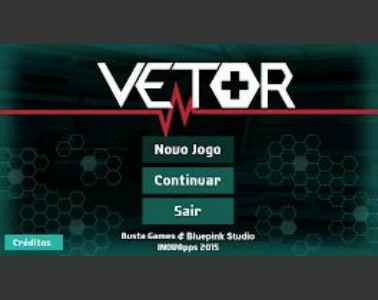 VETOR
Novo Jogo
Continuar
Sair
Busta Games & Bluepink Studio
INOVApps 2015
Créditos